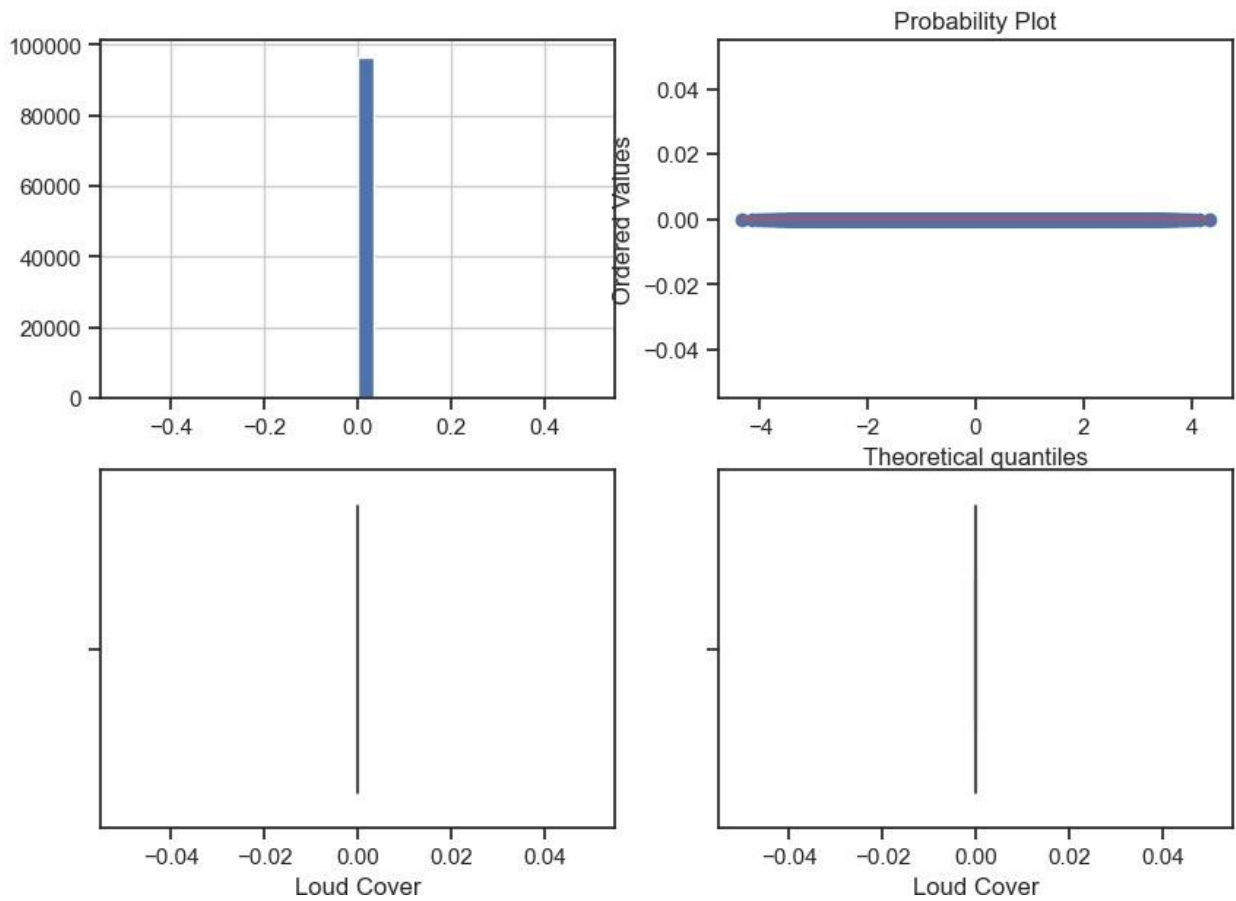 100000
80000
60000
40000
20000
0
−0.4 −0.2 0.0 0.2 0.4
Probability Plot
Ordered Values
0.04
0.02
0.00
−0.02
−0.04
−4 −2 0 2 4
Theoretical quantiles
−0.04 −0.02 0.00 0.02 0.04
Loud Cover
−0.04 −0.02 0.00 0.02 0.04
Loud Cover